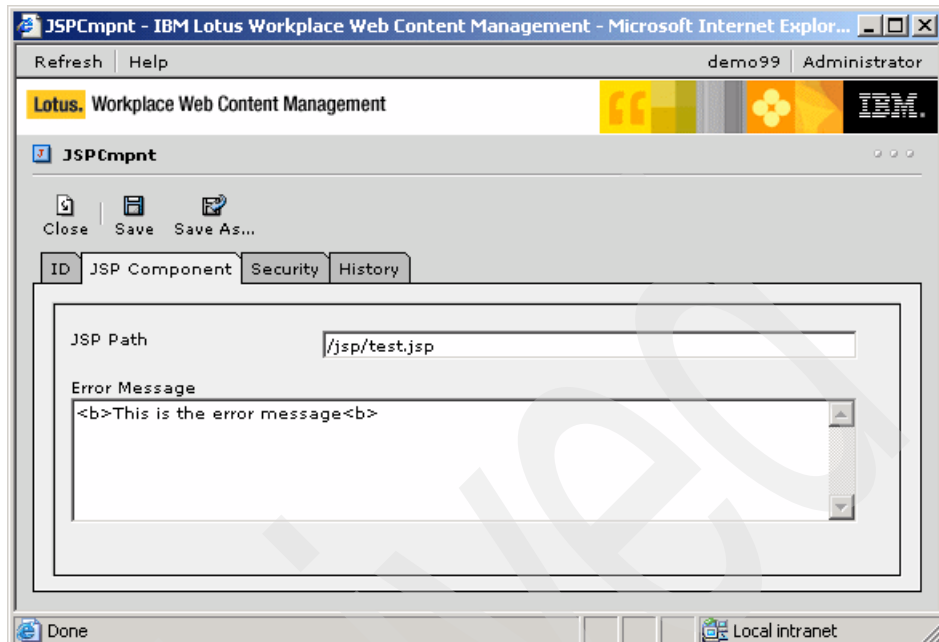 JSPCmpnt - IBM Lotus Workplace Web Content Management - Microsoft Internet Explor...
Refresh Help demo99 Administrator
Lotus. Workplace Web Content Management IBM.
JSPCmpnt
Close Save Save As...
ID JSP Component Security History
JSP Path /jsp/test.jsp
Error Message
<b>This is the error message<b>
Done Local intranet